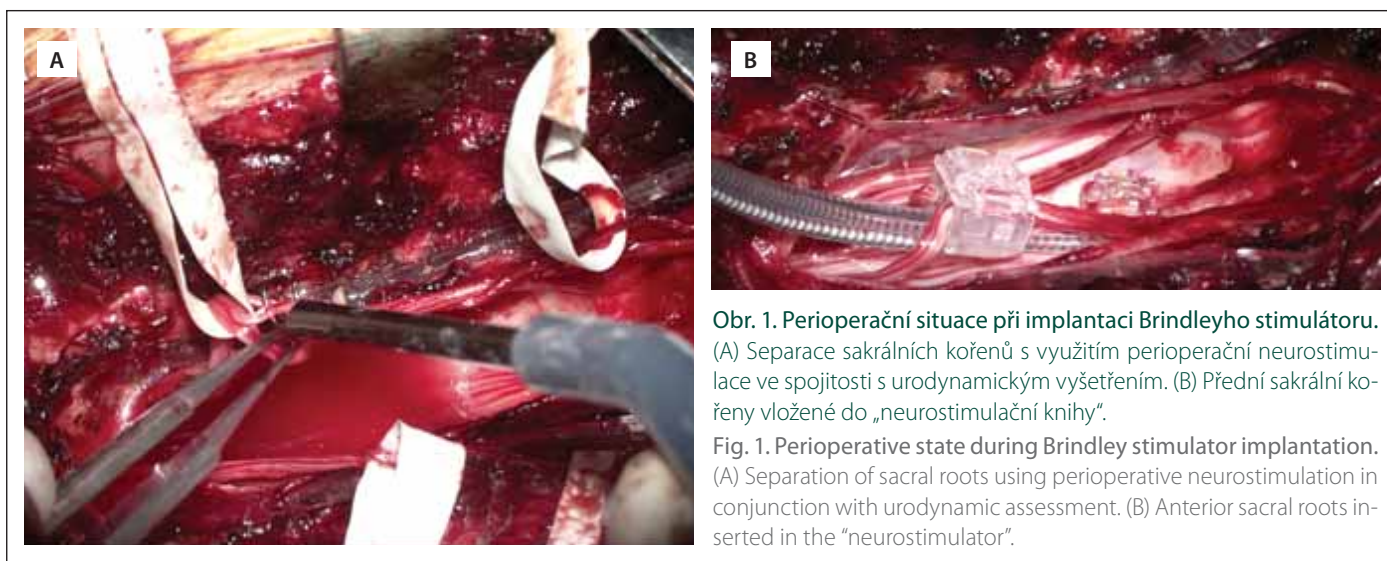 A
B
Obr. 1. Perioperační situace při implantaci Brindleyho stimulátoru.
(A) Separace sakrálních kořenů s využitím perioperační neurostimu-
lace ve spojitosti s urodynamickým vyšetřením. (B) Přední sakrální ko-
řeny vložené do „neurostimulační knihy“.
Fig. 1. Perioperative state during Brindley stimulator implantation.
(A) Separation of sacral roots using perioperative neurostimulation in
conjunction with urodynamic assessment. (B) Anterior sacral roots in-
serted in the “neurostimulator”.